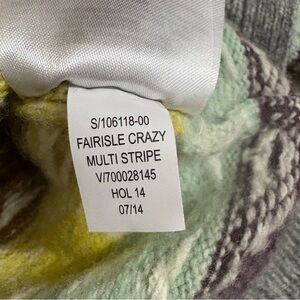 S/106118-00
FAIRISLE CRAZY
MULTI STRIPE
V/700028145
HOL 14
07/14